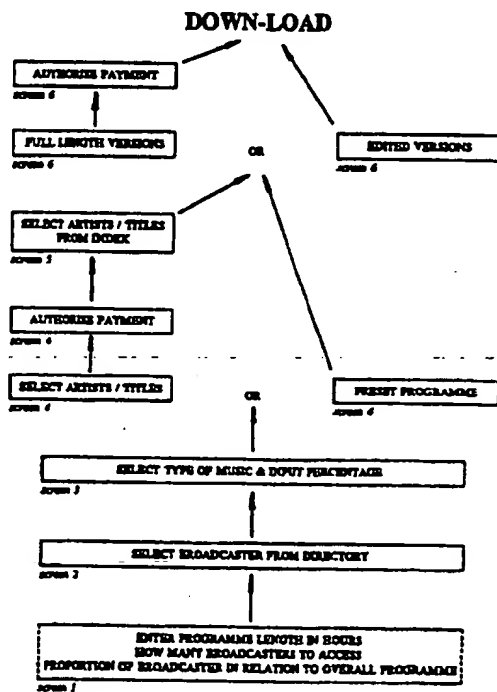 DOWN-LOAD
AUTHORISE PAYMENT
screen 6
FULL LENGTH VERSIONS
screen 6
OR
EDITED VERSIONS
screen 6
SELECT ARTISTS / TITLES
FROM INDEX
screen 5
AUTHORISE PAYMENT
screen 4
SELECT ARTISTS / TITLES
screen 4
OR
PRESET PROGRAMME
screen 4
SELECT TYPE OF MUSIC & INPUT PERCENTAGE
screen 3
SELECT BROADCASTER FROM DIRECTORY
screen 2
ENTER PROGRAMME LENGTH IN HOURS
HOW MANY BROADCASTERS TO ACCESS
PROPORTION OF BROADCASTER IN RELATION TO OVERALL PROGRAMME
screen 1